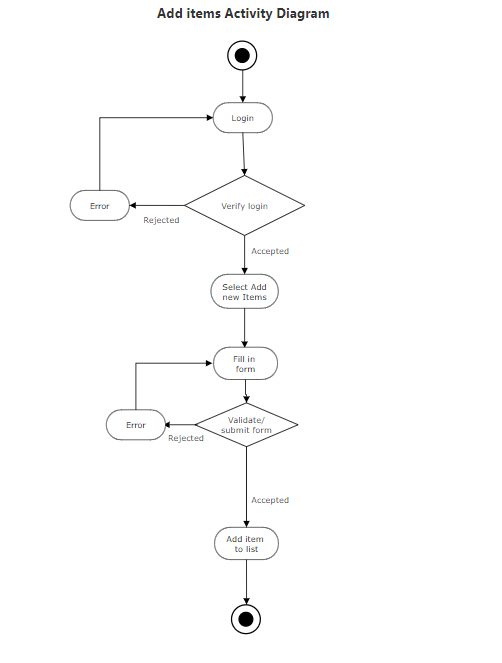 Add items Activity Diagram
Login
Verify login
Error
Rejected
Accepted
Select Add
new Items
Fill in
form
Validate/
submit form
Error
Rejected
Accepted
Add item
to list